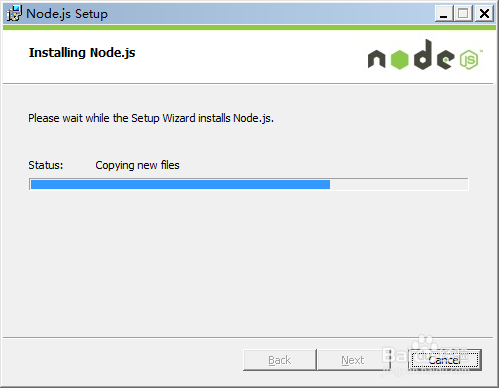 Node.js Setup
Installing Node.js
node
JS
Please wait while the Setup Wizard installs Node.js.
Status: Copying new files
Back Next Cancel